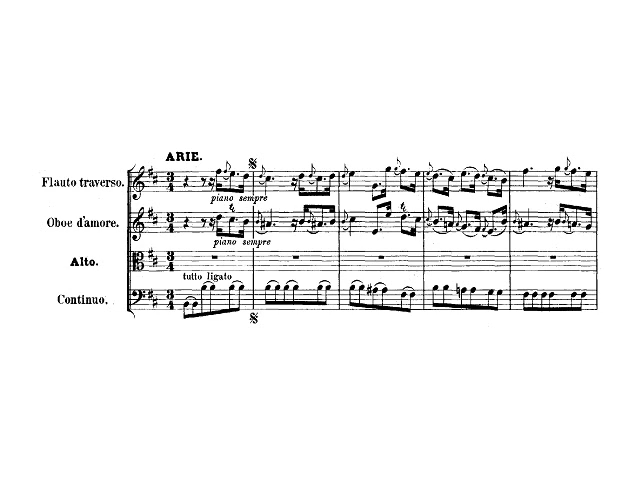 ARIE.
Flauto traverso.
piano sempre
Oboe d'amore.
piano sempre
Alto.
tutto ligato
Continuo.